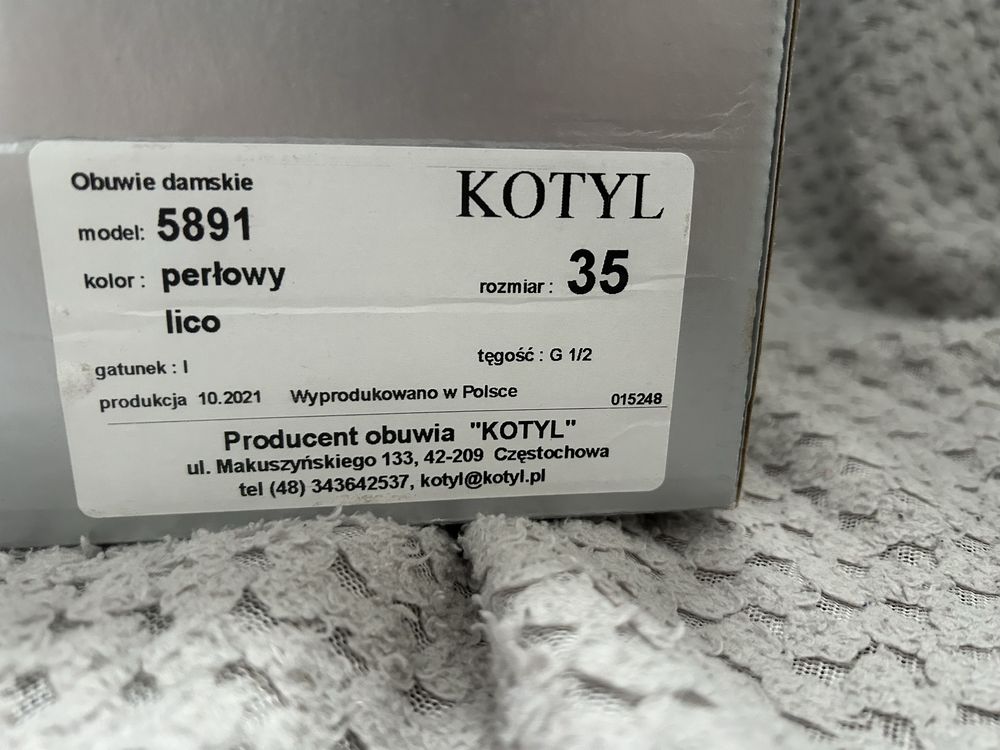 Obuwie damskie
KOTYL
model: 5891
kolor : perłowy
rozmiar : 35
lico
gatunek : I
tęgość : G 1/2
produkcja 10.2021 Wyprodukowano w Polsce 015248
Producent obuwia "KOTYL"
ul. Makuszyńskiego 133, 42-209 Częstochowa
tel (48) 343642537, kotyl@kotyl.pl